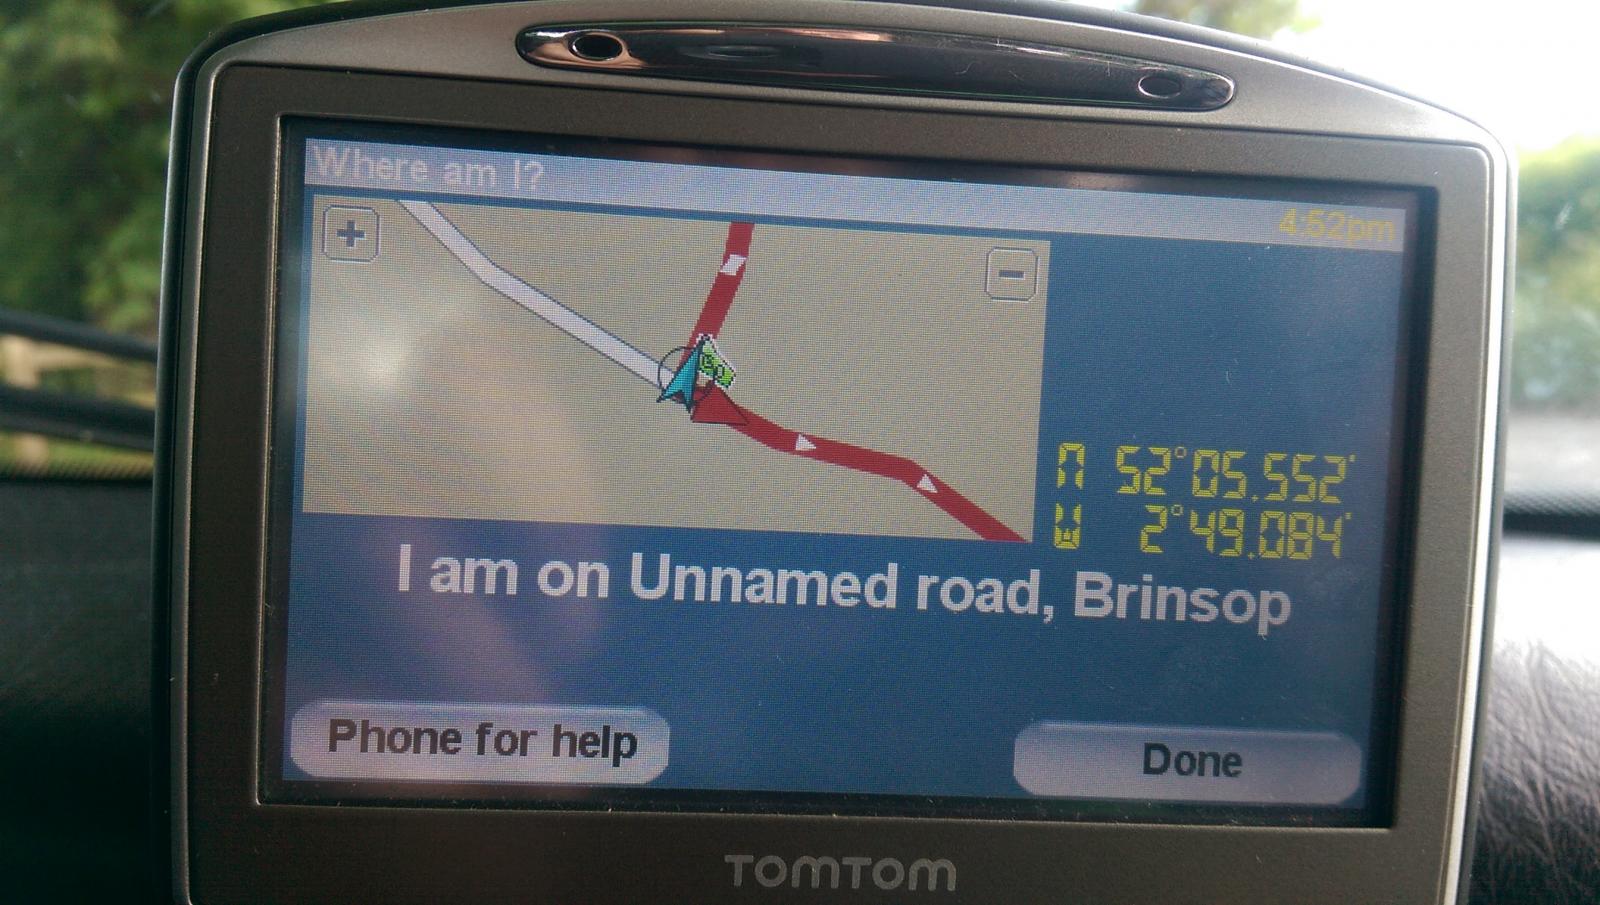 Where am I?
4:52pm
+
-
N 52°05.552'
W 2°49.084'
I am on Unnamed road, Brinsop
Phone for help
Done
TOMTOM